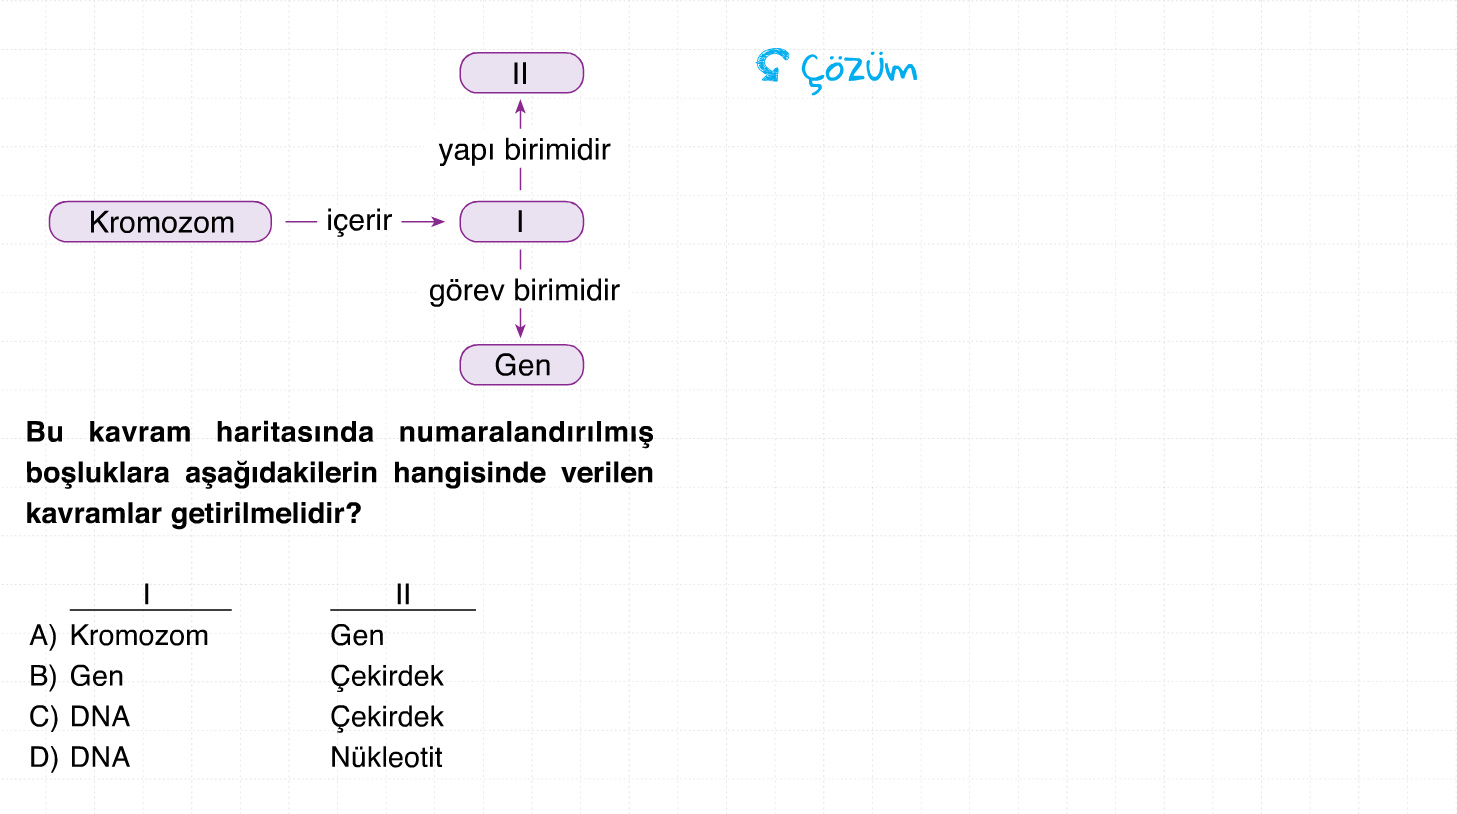 II
Çözüm
yapı birimidir
Kromozom içerir I
görev birimidir
Gen
Bu kavram haritasında numaralandırılmış
boşluklara aşağıdakilerin hangisinde verilen
kavramlar getirilmelidir?
I II
A) Kromozom Gen
B) Gen Çekirdek
C) DNA Çekirdek
D) DNA Nükleotit